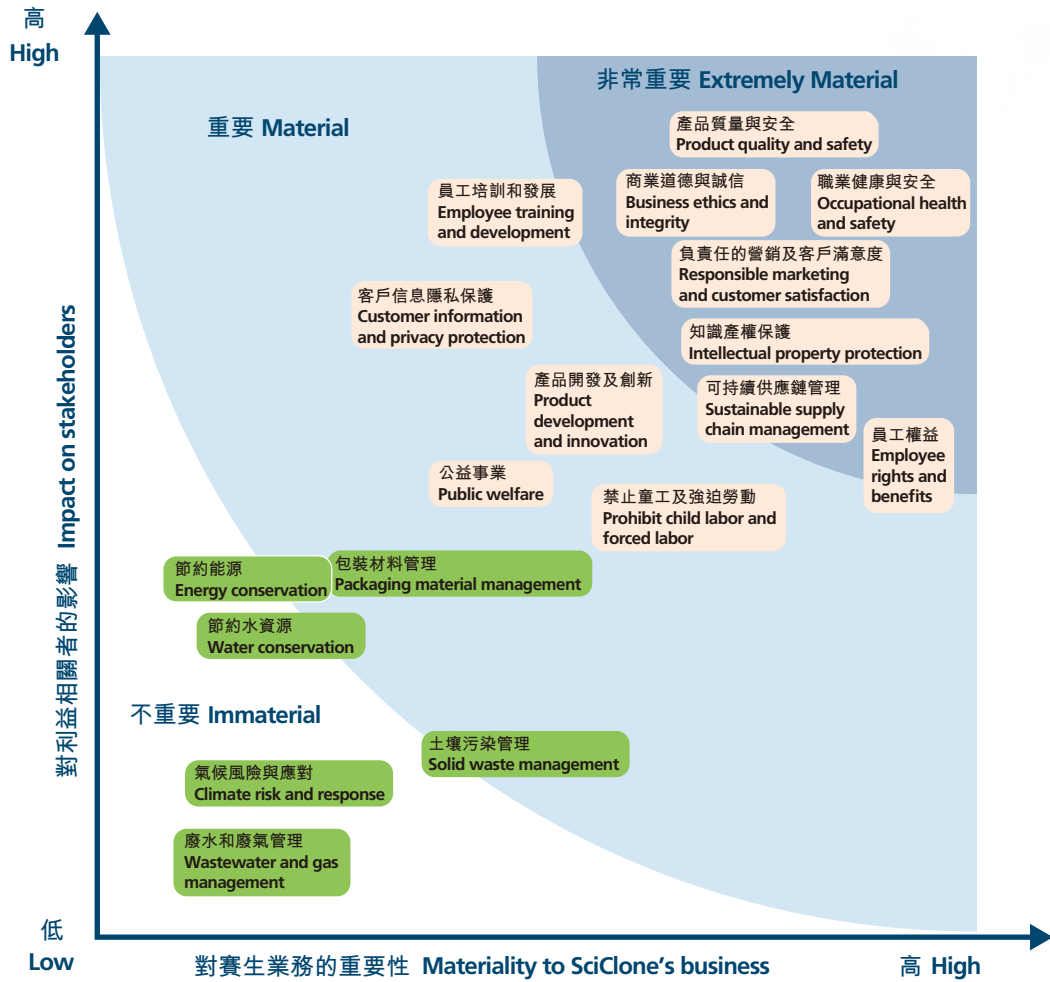 高
High
非常重要 Extremely Material
重要 Material
產品質量與安全
Product quality and safety
員工培訓和發展
Employee training
and development
商業道德與誠信
Business ethics and
integrity
職業健康與安全
Occupational health
and safety
負責任的營銷及客戶滿意度
Responsible marketing
and customer satisfaction
客戶信息隱私保護
Customer information
and privacy protection
知識產權保護
Intellectual property protection
產品開發及創新
Product
development
and innovation
可持續供應鏈管理
Sustainable supply
chain management
員工權益
Employee
rights and
benefits
公益事業
Public welfare
禁止童工及強迫勞動
Prohibit child labor and
forced labor
節約能源
Energy conservation
包裝材料管理
Packaging material management
節約水資源
Water conservation
不重要 Immaterial
土壤污染管理
Solid waste management
氣候風險與應對
Climate risk and response
廢水和廢氣管理
Wastewater and gas
management
對利益相關者的影響 Impact on stakeholders
低
Low
對賽生業務的重要性 Materiality to SciClone's business
高 High